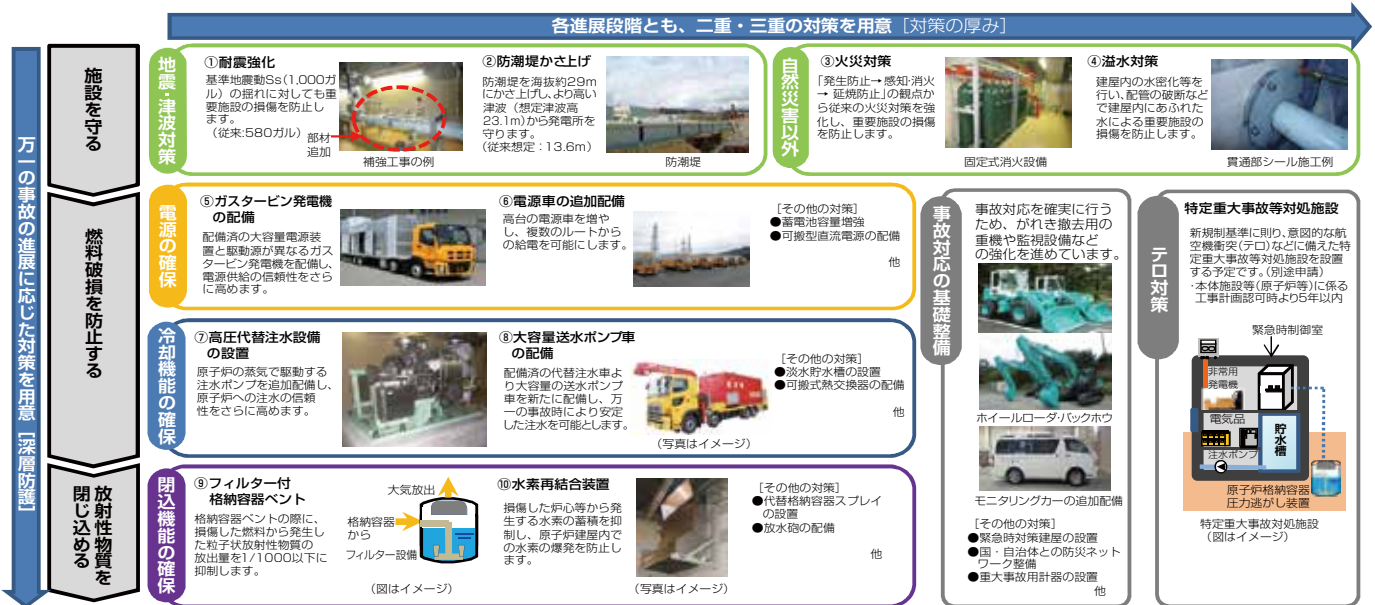 各進展段階とも、二重・三重の対策を用意［対策の厚み］
万一の事故の進展に応じた対策を用意［深層防護］
施設を守る
地震・津波対策
①耐震強化
基準地震動Ss（1,000ガ
ル）の揺れに対しても重
要施設の損傷を防止し
ます。
（従来:580ガル）
部材
追加
補強工事の例
②防潮堤かさ上げ
防潮堤を海抜約29m
にかさ上げし、より高い
津波（想定津波高
23.1m）から発電所を
守ります。
（従来想定：13.6m）
防潮堤
自然災害以外
③火災対策
「発生防止→感知・消火
→ 延焼防止」の観点か
ら従来の火災対策を強
化し、重要施設の損傷
を防止します。
固定式消火設備
④溢水対策
建屋内の水密化等を
行い、配管の破断など
で建屋内にあふれた
水による重要施設の
損傷を防止します。
貫通部シール施工例
燃料破損を防止する
電源の確保
⑤ガスタービン発電機
の配備
配備済の大容量電源装
置と駆動源が異なるガス
タービン発電機を配備し、
電源供給の信頼性をさら
に高めます。
⑥電源車の追加配備
高台の電源車を増や
し、複数のルートか
らの給電を可能にします。
［その他の対策］
●蓄電池容量増強
●可搬型直流電源の配備
他
冷却機能の確保
⑦高圧代替注水設備
の設置
原子炉の蒸気で駆動する
注水ポンプを追加配備し、
原子炉への注水の信頼
性をさらに高めます。
⑧大容量送水ポンプ車
の配備
配備済の代替注水車よ
り大容量の送水ポンプ
車を新たに配備し、万
一の事故時により安定
した注水を可能とします。
（写真はイメージ）
［その他の対策］
●淡水貯水槽の設置
●可搬式熱交換器の配備
他
放射性物質を
閉じ込める
閉込機能の確保
⑨フィルター付
格納容器ベント
格納容器ベントの際に、
損傷した燃料から発生し
た粒子状放射性物質の
放出量を1/1000以下に
抑制します。
大気放出
格納容器
から
フィルター設備
（図はイメージ）
⑩水素再結合装置
損傷した炉心等から発
生する水素の蓄積を抑
制し、原子炉建屋内で
の水素の爆発を防止し
ます。
（写真はイメージ）
［その他の対策］
●代替格納容器スプレイ
の設置
●放水砲の配備
他
事故対応の基礎整備
事故対応を確実に行う
ため、がれき撤去用の
重機や監視設備など
の強化を進めています。
ホイールローダ・バックホウ
モニタリングカーの追加配備
［その他の対策］
●緊急時対策建屋の設置
●国・自治体との防災ネット
ワーク整備
●重大事故用計器の設置
他
テロ対策
特定重大事故等対処施設
新規制基準に則り、意図的な航
空機衝突（テロ）などに備えた特
定重大事故等対処施設を設置
する予定です。（別途申請）
・本体施設等（原子炉等）に係る
工事計画認可時より5年以内
緊急時制御室
非常用
発電機
電気品
注水ポンプ
貯水槽
原子炉格納容器
圧力逃がし装置
特定重大事故対処施設
（図はイメージ）